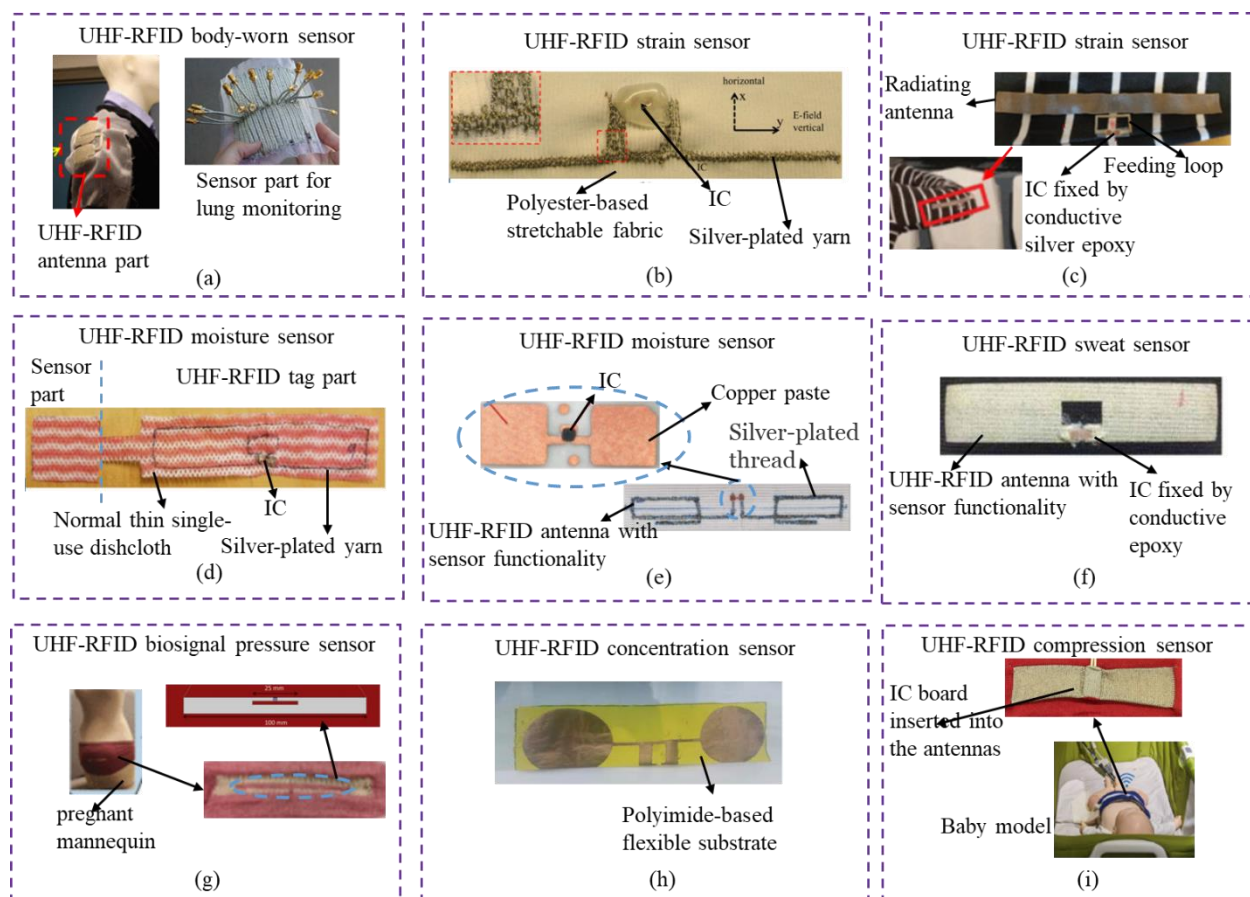 UHF-RFID body-worn sensor
Sensor part for
lung monitoring
UHF-RFID
antenna part
(a)
UHF-RFID strain sensor
horizontal
x
E-field
vertical
y
IC
IC
Polyester-based
stretchable fabric
Silver-plated yarn
(b)
UHF-RFID strain sensor
Radiating
antenna
Feeding loop
IC fixed by
conductive
silver epoxy
(c)
UHF-RFID moisture sensor
Sensor
part
UHF-RFID tag part
IC
Normal thin single-
use dishcloth
Silver-plated yarn
(d)
UHF-RFID moisture sensor
IC
Copper paste
Silver-plated
thread
UHF-RFID antenna with
sensor functionality
(e)
UHF-RFID sweat sensor
UHF-RFID antenna with
sensor functionality
IC fixed by
conductive
epoxy
(f)
UHF-RFID biosignal pressure sensor
25 mm
100 mm
pregnant
mannequin
(g)
UHF-RFID concentration sensor
Polyimide-based
flexible substrate
(h)
UHF-RFID compression sensor
IC board
inserted into
the antennas
Baby model
(i)